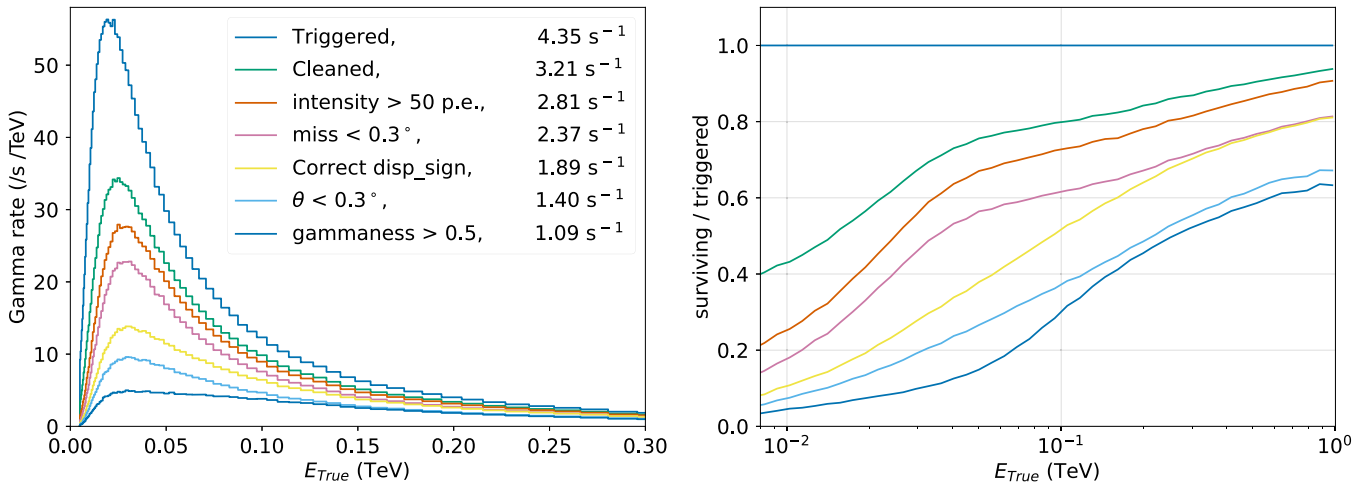 Gamma rate (/s /TeV)
50
40
30
20
10
0
Triggered, 4.35 s⁻¹
Cleaned, 3.21 s⁻¹
intensity > 50 p.e., 2.81 s⁻¹
miss < 0.3°, 2.37 s⁻¹
Correct disp_sign, 1.89 s⁻¹
θ < 0.3°, 1.40 s⁻¹
gammaness > 0.5, 1.09 s⁻¹
0.00 0.05 0.10 0.15 0.20 0.25 0.30
E_True (TeV)
surviving / triggered
1.0
0.8
0.6
0.4
0.2
0.0
10⁻² 10⁻¹ 10⁰
E_True (TeV)